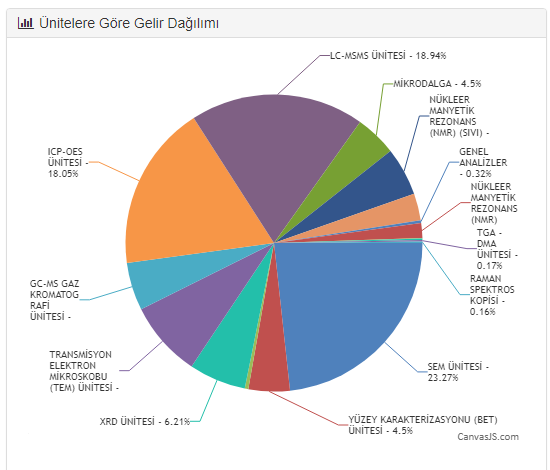 Ünitelere Göre Gelir Dağılımı
LC-MSMS ÜNİTESİ - 18.94%
MİKRODALGA - 4.5%
NÜKLEER
MANYETİK
REZONANS
(NMR) (SIVI) -
GENEL
ANALİZLER
- 0.32%
NÜKLEER
MANYETİK
REZONANS
(NMR)
TGA -
DMA
ÜNİTESİ -
0.17%
RAMAN
SPEKTROS
KOPİSİ -
0.16%
SEM ÜNİTESİ -
23.27%
YÜZEY KARAKTERİZASYONU (BET)
ÜNİTESİ - 4.5%
XRD ÜNİTESİ - 6.21%
TRANSMİSYON
ELEKTRON
MİKROSKOBU
(TEM) ÜNİTESİ -
GC-MS GAZ
KROMATOG
RAFİ
ÜNİTESİ -
ICP-OES
ÜNİTESİ -
18.05%
CanvasJS.com